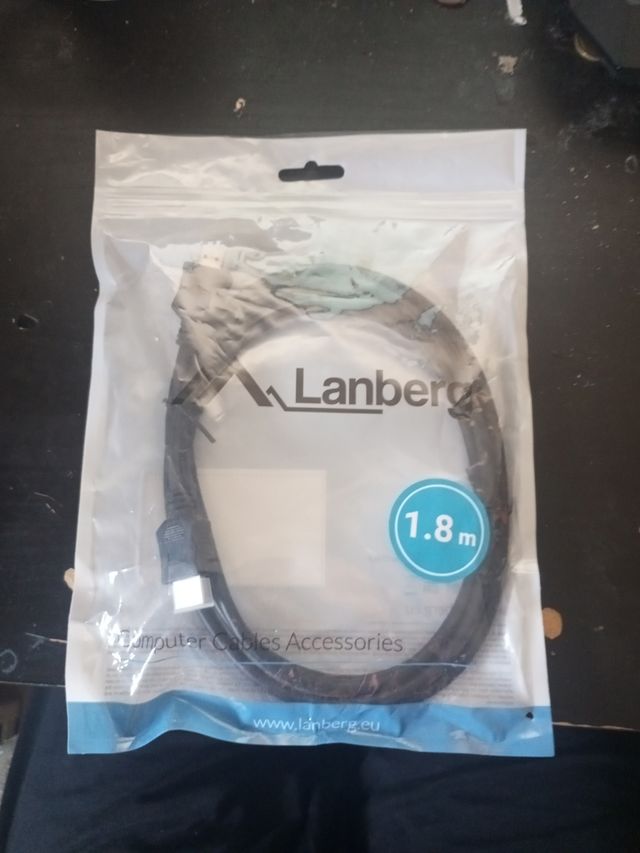 Lanberg
1.8 m
Computer Cables Accessories
www.lanberg.eu